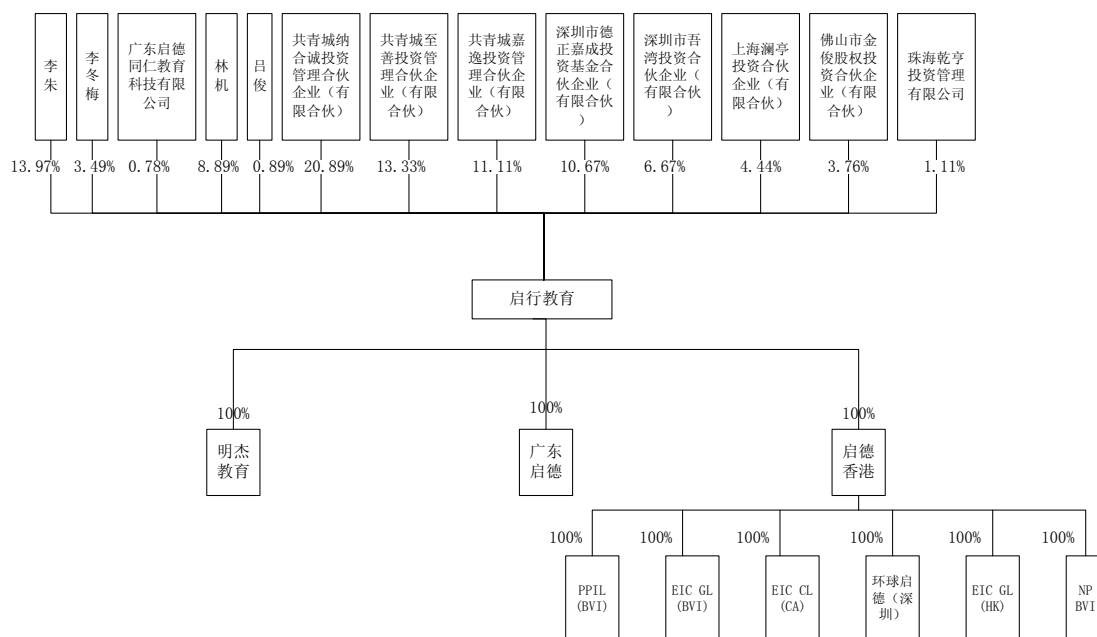 李
朱
李
冬
梅
广东启德
同仁教育
科技有限
公司
林
机
吕
俊
共青城纳
合诚投资
管理合伙
企业（有
限合伙）
共青城至
善投资管
理合伙企
业（有限
合伙）
共青城嘉
逸投资管
理合伙企
业（有限
合伙）
深圳市德
正嘉成投
资基金合
伙企业（
有限合伙
）
深圳市吾
湾投资合
伙企业（
有限合伙
）
上海澜亭
投资合伙
企业（有
限合伙）
佛山市金
俊股权投
资合伙企
业（有限
合伙）
珠海乾亨
投资管理
有限公司
13.97%
3.49%
0.78%
8.89%
0.89%
20.89%
13.33%
11.11%
10.67%
6.67%
4.44%
3.76%
1.11%
启行教育
100%
100%
100%
明杰
教育
广东
启德
启德
香港
100%
100%
100%
100%
100%
100%
PPIL
(BVI)
EIC GL
(BVI)
EIC CL
(CA)
环球启
德（深
圳）
EIC GL
(HK)
NP
BVI